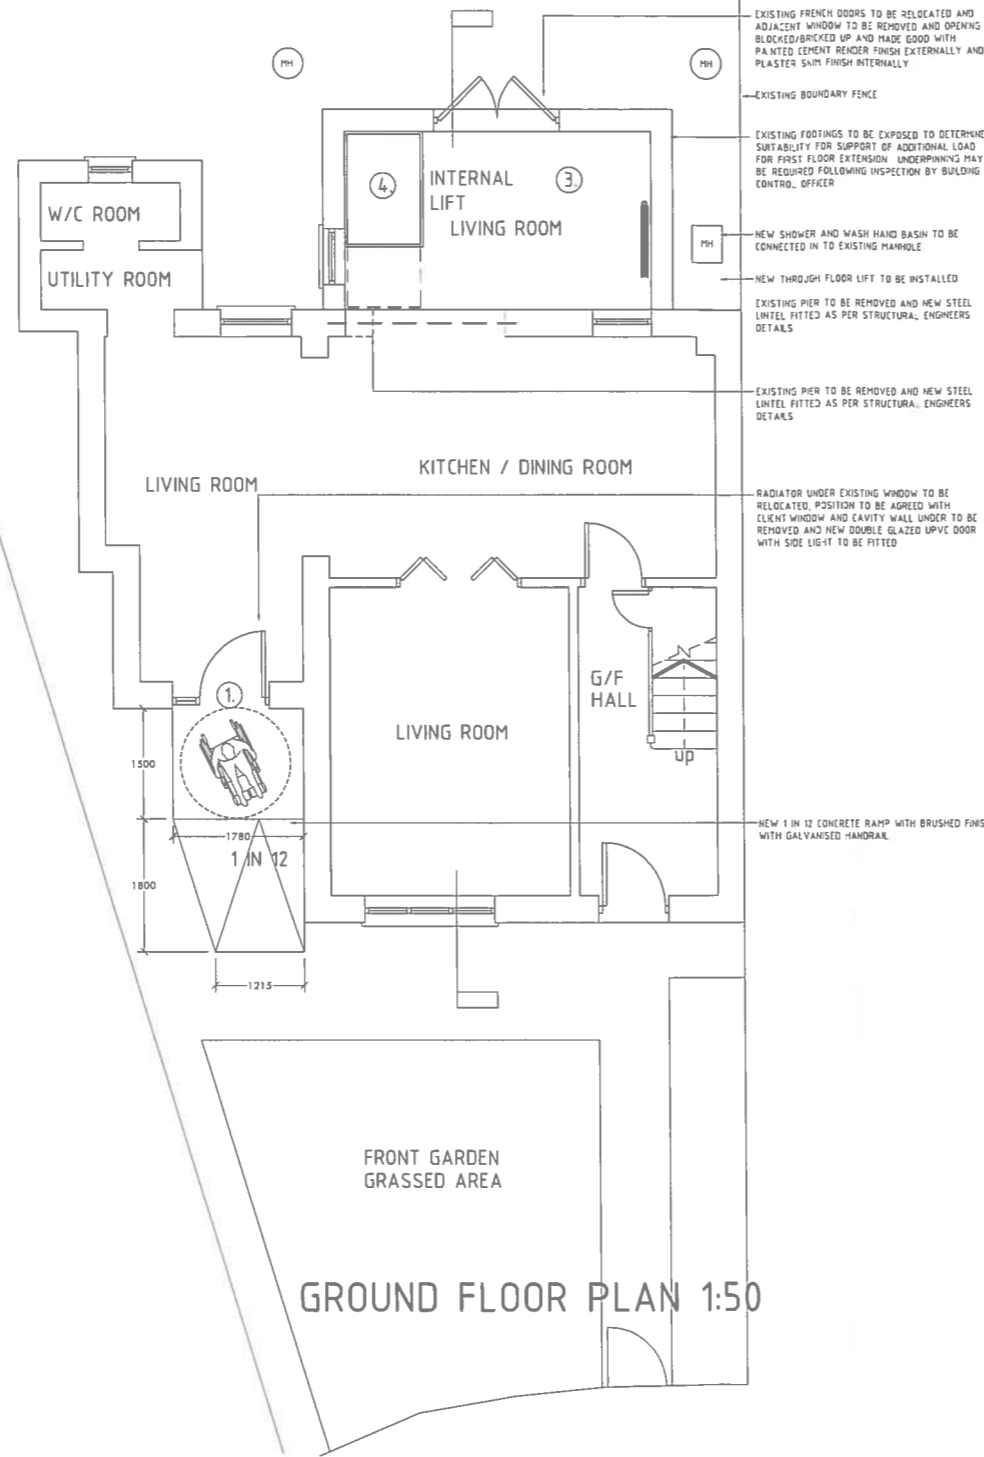 EXISTING FRENCH DOORS TO BE RELOCATED AND
ADJACENT WINDOW TO BE REMOVED AND OPENING
BLOCKED/BRICKED UP AND MADE GOOD WITH
PAINTED CEMENT RENDER FINISH EXTERNALLY AND
PLASTER SKIM FINISH INTERNALLY
MH
MH
EXISTING BOUNDARY FENCE
EXISTING FOOTINGS TO BE EXPOSED TO DETERMINE
SUITABILITY FOR SUPPORT OF ADDITIONAL LOAD
FOR FIRST FLOOR EXTENSION UNDERPINNING MAY
BE REQUIRED FOLLOWING INSPECTION BY BUILDING
CONTROL OFFICER
4.
INTERNAL
LIFT
3.
LIVING ROOM
W/C ROOM
UTILITY ROOM
MH
NEW SHOWER AND WASH HAND BASIN TO BE
CONNECTED IN TO EXISTING MANHOLE
NEW THROUGH FLOOR LIFT TO BE INSTALLED
EXISTING PIER TO BE REMOVED AND NEW STEEL
LINTEL FITTED AS PER STRUCTURAL ENGINEERS
DETAILS
EXISTING PIER TO BE REMOVED AND NEW STEEL
LINTEL FITTED AS PER STRUCTURAL ENGINEERS
DETAILS
LIVING ROOM
KITCHEN / DINING ROOM
RADIATOR UNDER EXISTING WINDOW TO BE
RELOCATED, POSITION TO BE AGREED WITH
CLIENT WINDOW AND CAVITY WALL UNDER TO BE
REMOVED AND NEW DOUBLE GLAZED UPVC DOOR
WITH SIDE LIGHT TO BE FITTED
1.
G/F
HALL
LIVING ROOM
up
1500
1780
1 IN 12
1800
1215
NEW 1 IN 12 CONCRETE RAMP WITH BRUSHED FINIS
WITH GALVANISED HANDRAIL
FRONT GARDEN
GRASSED AREA
GROUND FLOOR PLAN 1:50